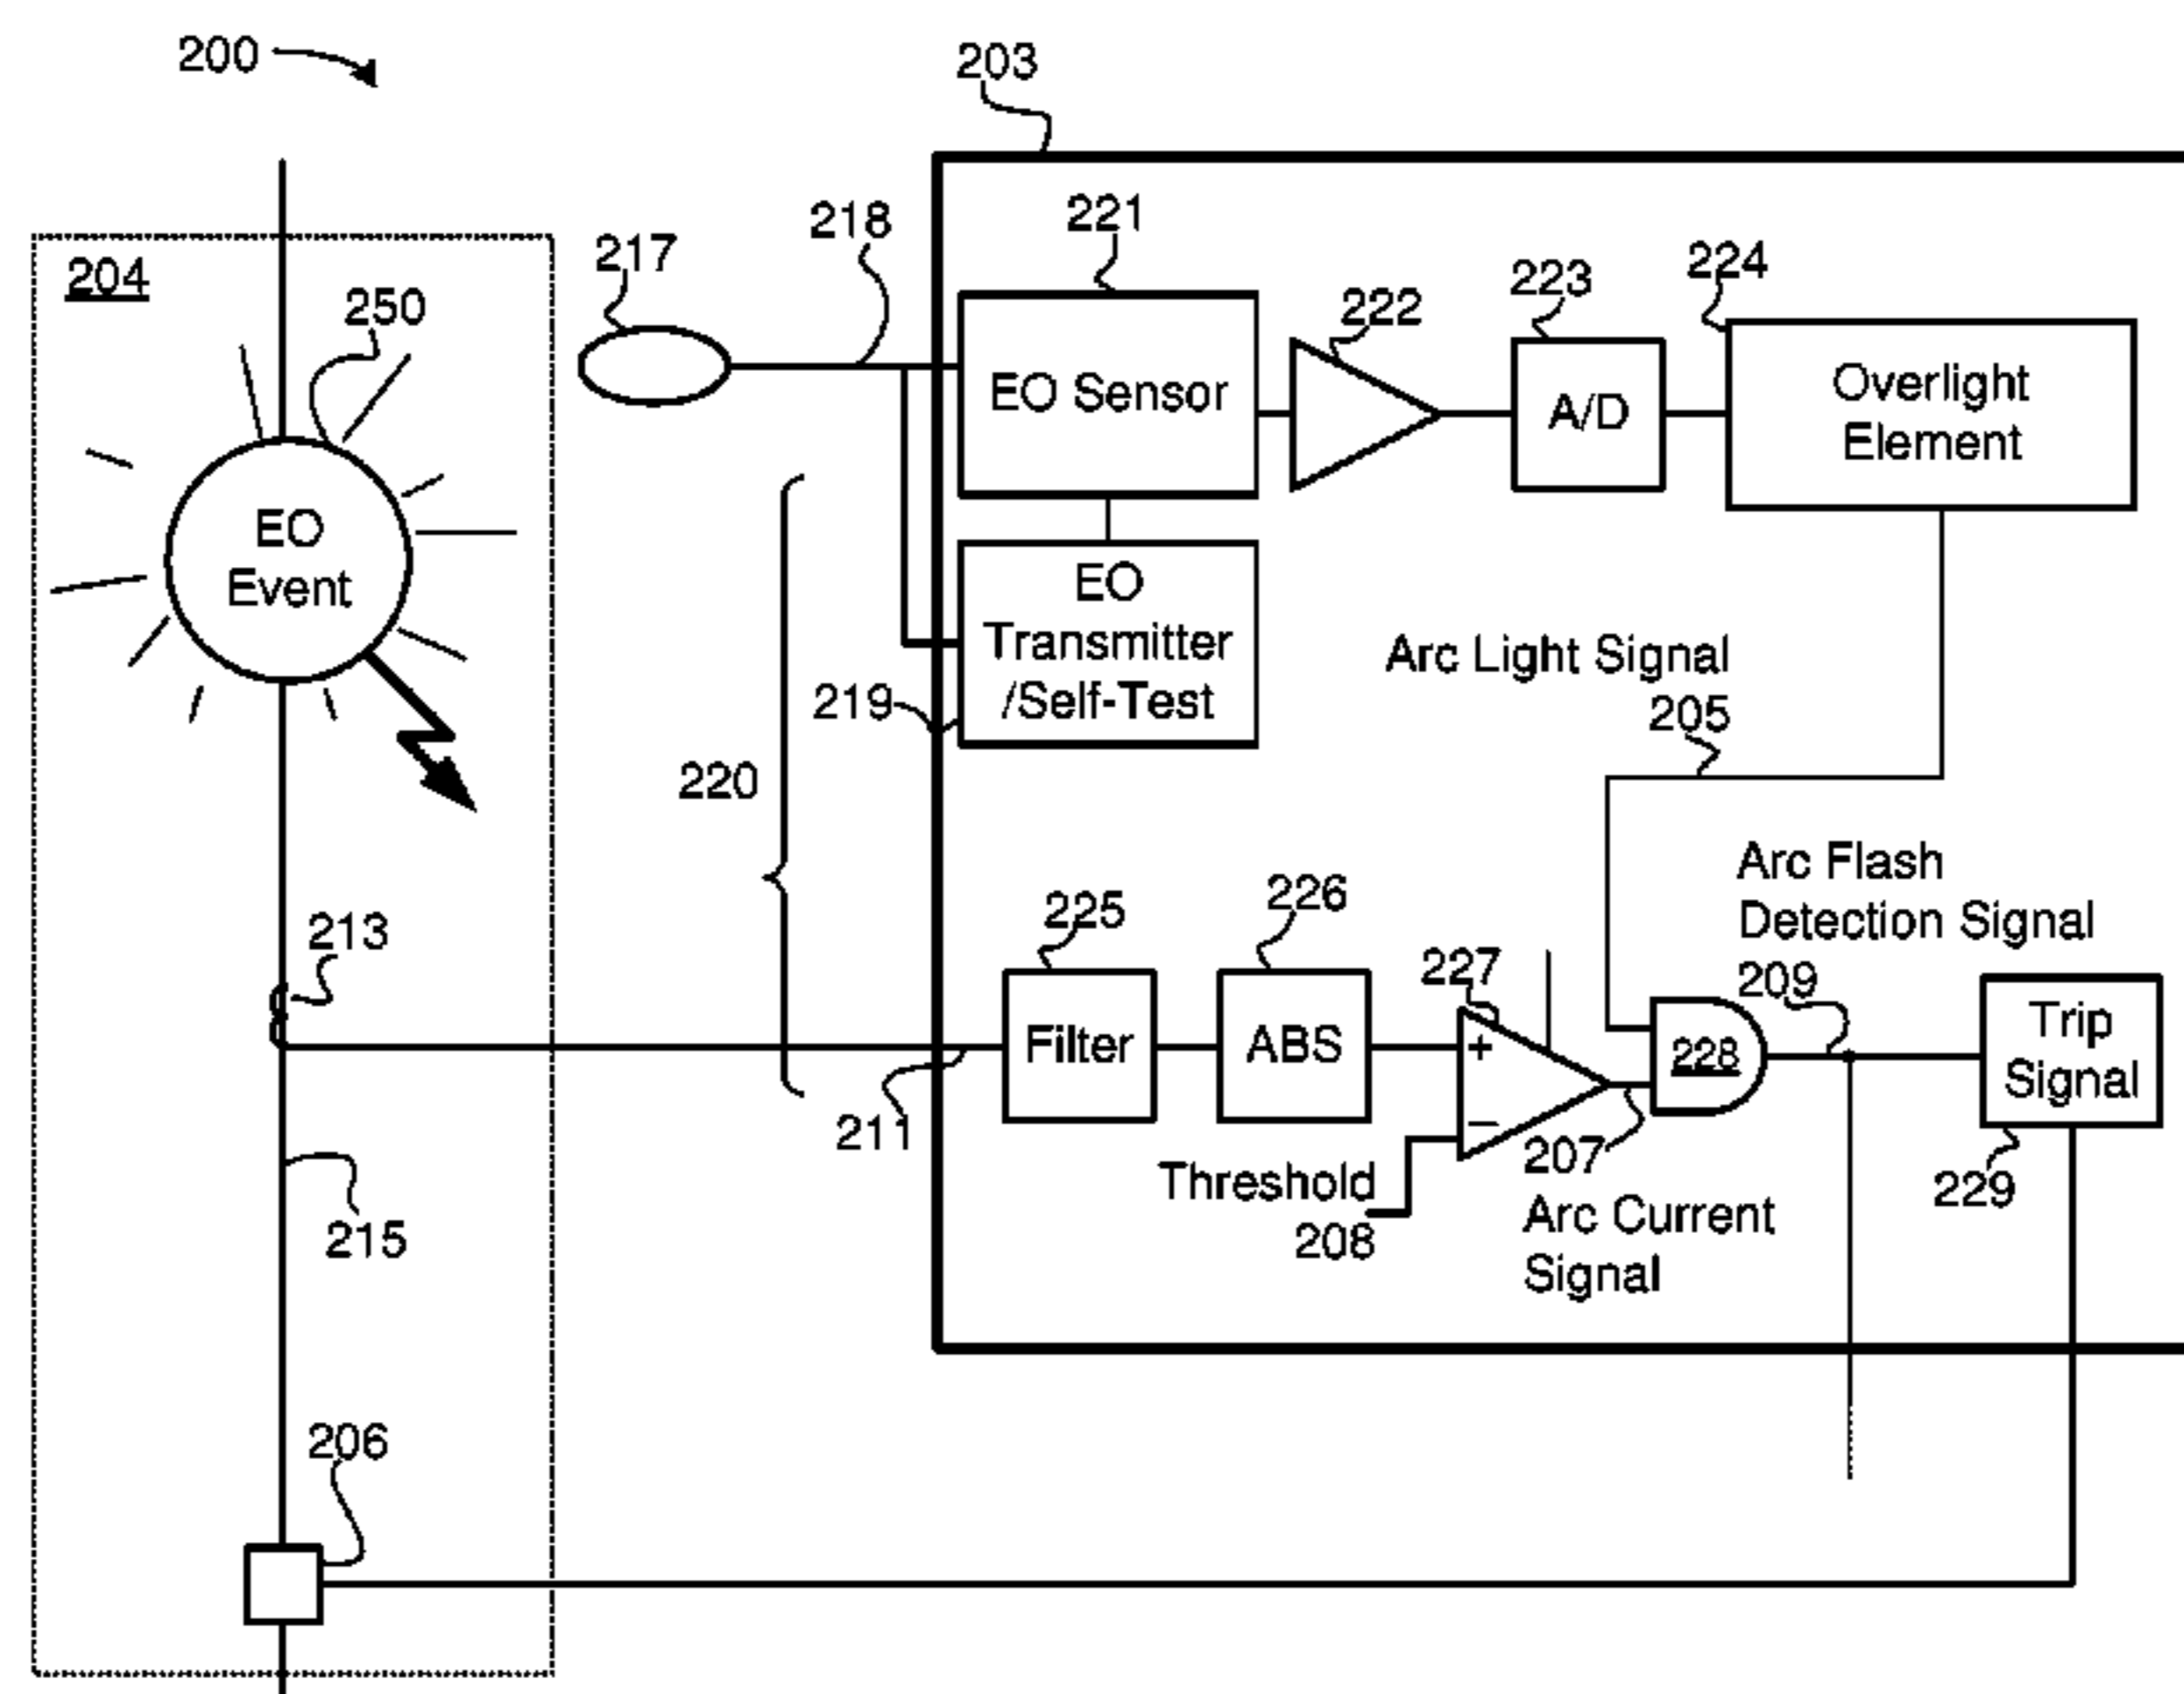 200
203
204
250
217
218
221
222
223
224
EO Sensor
A/D
Overlight
Element
EO
Event
EO
Transmitter
/Self-Test
219
220
Arc Light Signal
205
Arc Flash
Detection Signal
209
213
225
226
227
Filter
ABS
+
−
228
Trip
Signal
211
207
229
Threshold
208
Arc Current
Signal
215
206